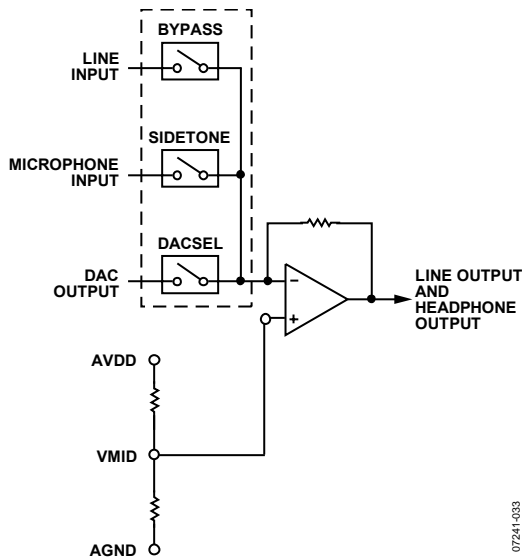 BYPASS
LINE
INPUT
SIDETONE
MICROPHONE
INPUT
DACSEL
DAC
OUTPUT
−
+
LINE OUTPUT
AND
HEADPHONE
OUTPUT
AVDD
VMID
AGND
07241-033